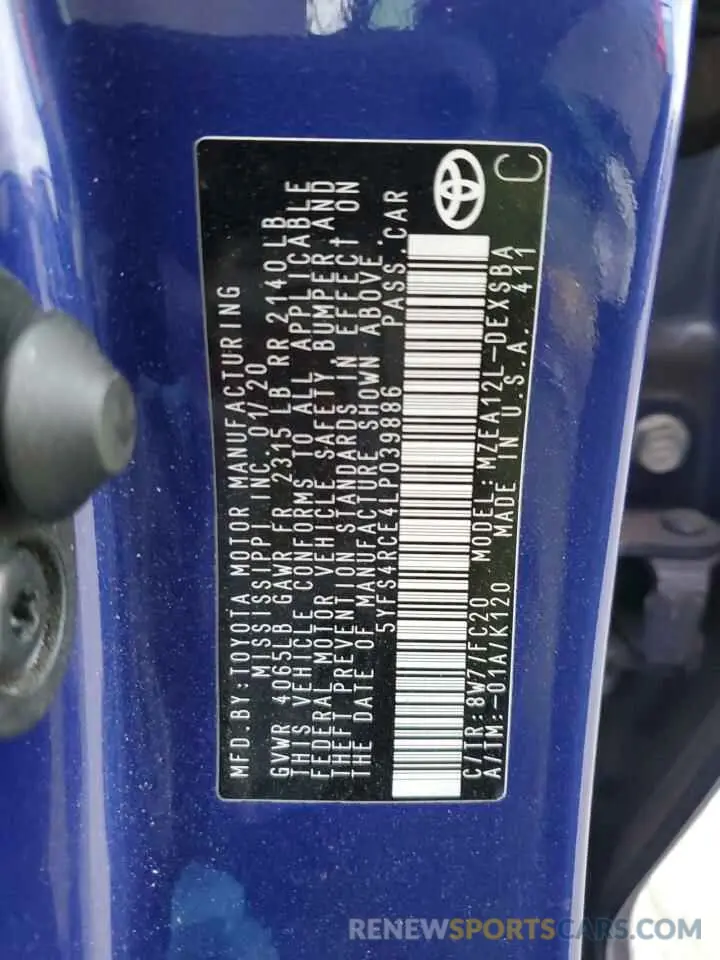 MFD.BY:TOYOTA MOTOR MANUFACTURING
MISSISSIPPI INC. 01/20
GVWR 4065LB GAWR FR 2315 LB RR 2140LB
THIS VEHICLE CONFORMS TO ALL APPLICABLE
FEDERAL MOTOR VEHICLE SAFETY, BUMPER AND
THEFT PREVENTION STANDARDS IN EFFECT ON
THE DATE OF MANUFACTURE SHOWN ABOVE.
5YFS4RCE4LP039886 PASS. CAR
C/TR:8W7/FC20 MODEL:MZEA12L-DEXSBA
A/TM:-01A/K120 MADE IN U.S.A. 411
C
RENEWSPORTSCARS.COM